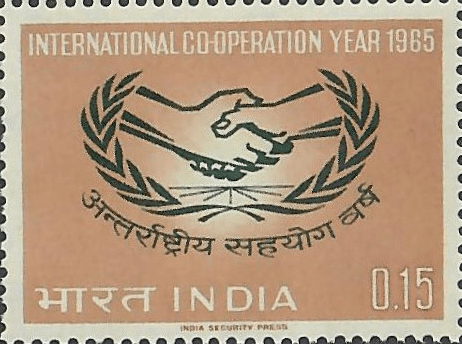 INTERNATIONAL CO-OPERATION YEAR 1965
अन्तर्राष्ट्रीय सहयोग वर्ष
भारत INDIA 0.15
INDIA SECURITY PRESS